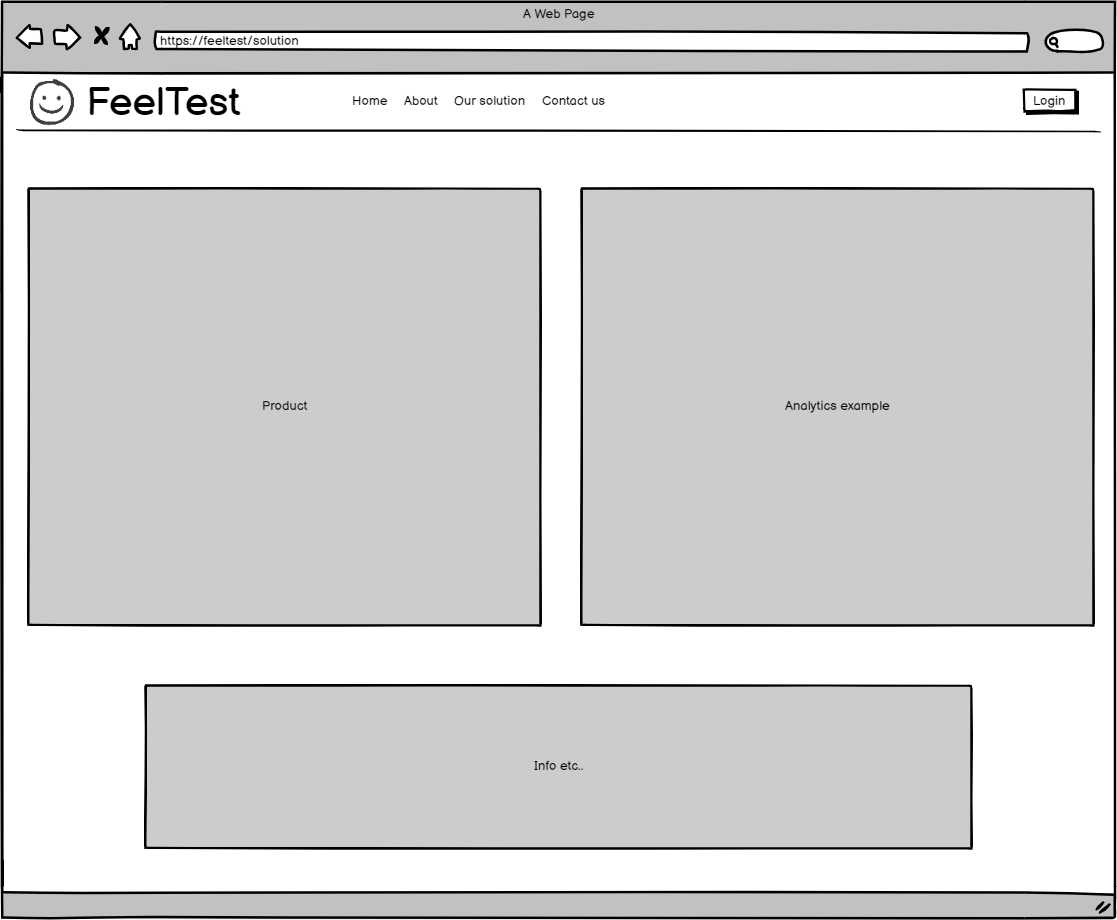 A Web Page
https://feeltest/solution
FeelTest
Home About Our solution Contact us
Login
Product
Analytics example
Info etc..